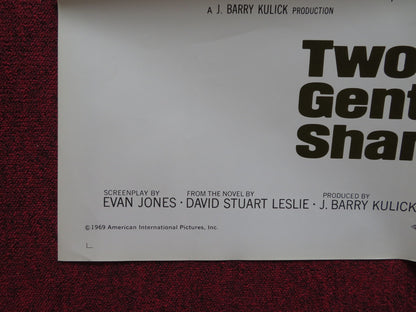 A J. BARRY KULICK PRODUCTION
Two
Gent
Shar
SCREENPLAY BY FROM THE NOVEL BY PRODUCED BY
EVAN JONES · DAVID STUART LESLIE · J. BARRY KULICK
© 1969 American International Pictures, Inc.